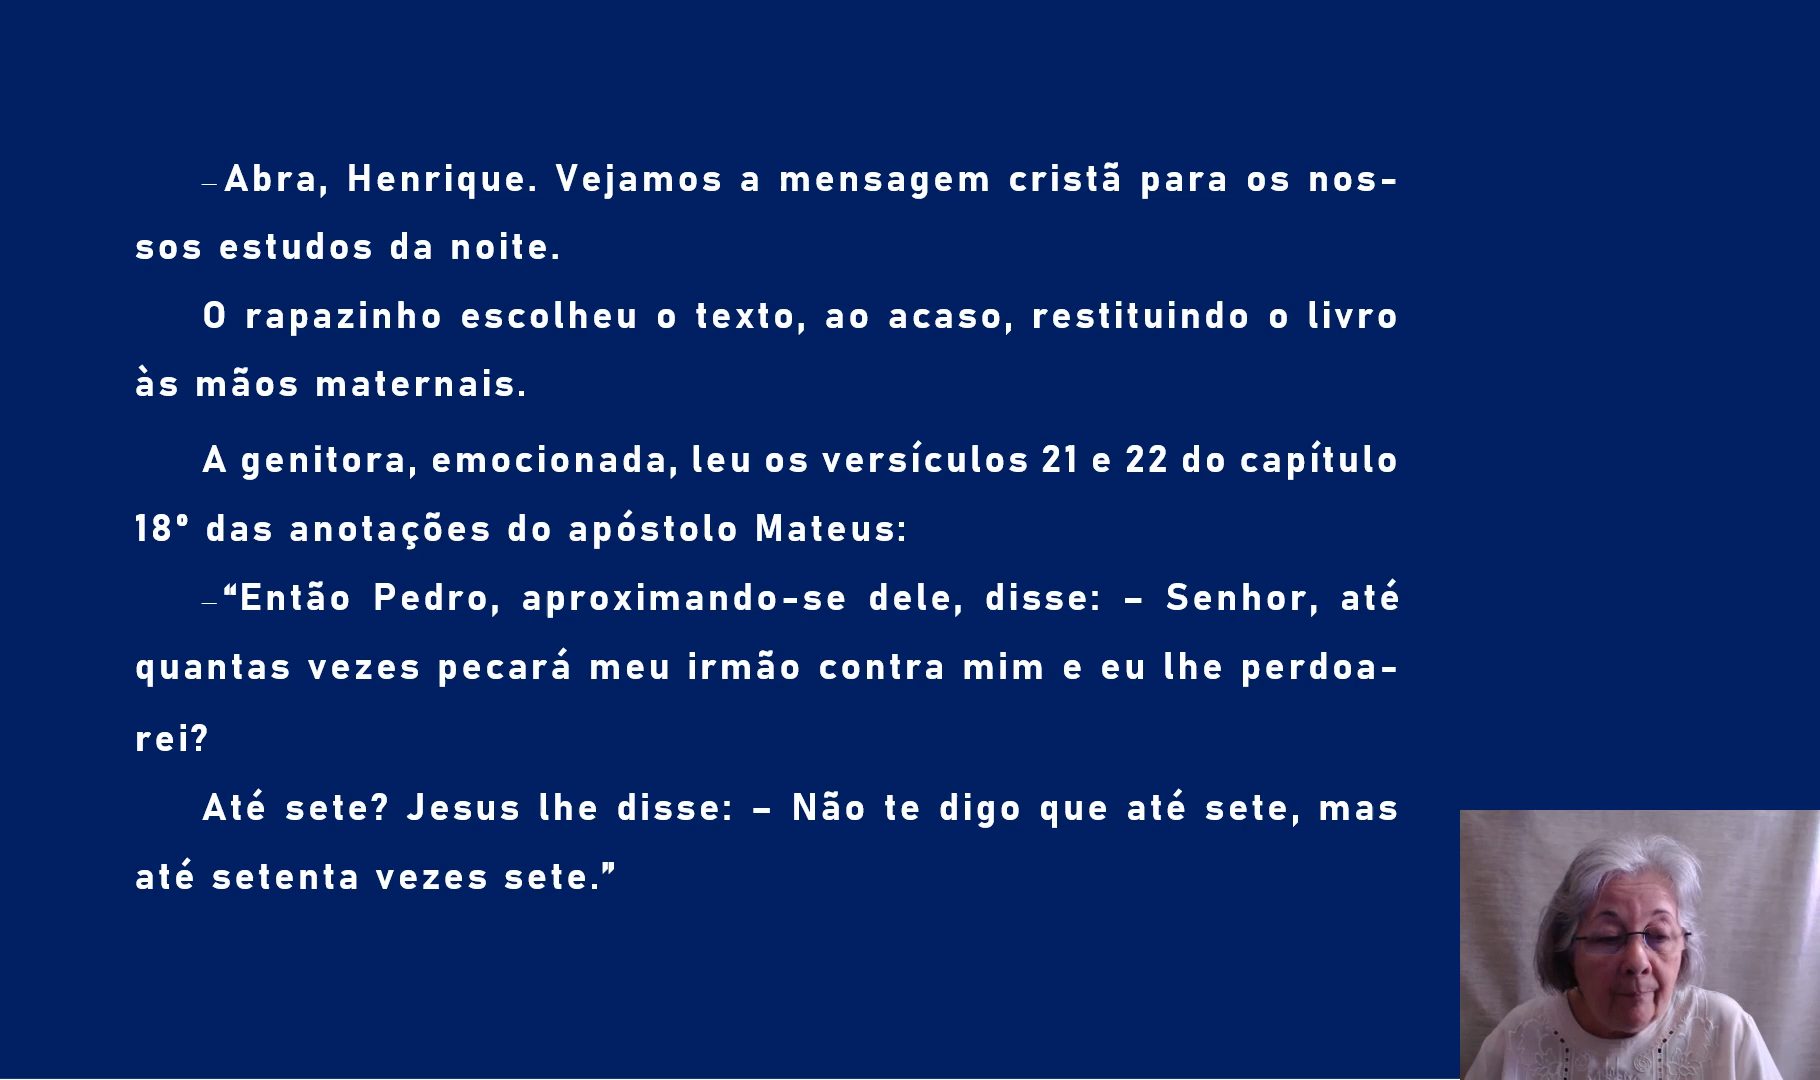 – Abra, Henrique. Vejamos a mensagem cristã para os nos-
sos estudos da noite.
O rapazinho escolheu o texto, ao acaso, restituindo o livro
às mãos maternais.
A genitora, emocionada, leu os versículos 21 e 22 do capítulo
18º das anotações do apóstolo Mateus:
– “Então Pedro, aproximando-se dele, disse: – Senhor, até
quantas vezes pecará meu irmão contra mim e eu lhe perdoa-
rei?
Até sete? Jesus lhe disse: – Não te digo que até sete, mas
até setenta vezes sete.”